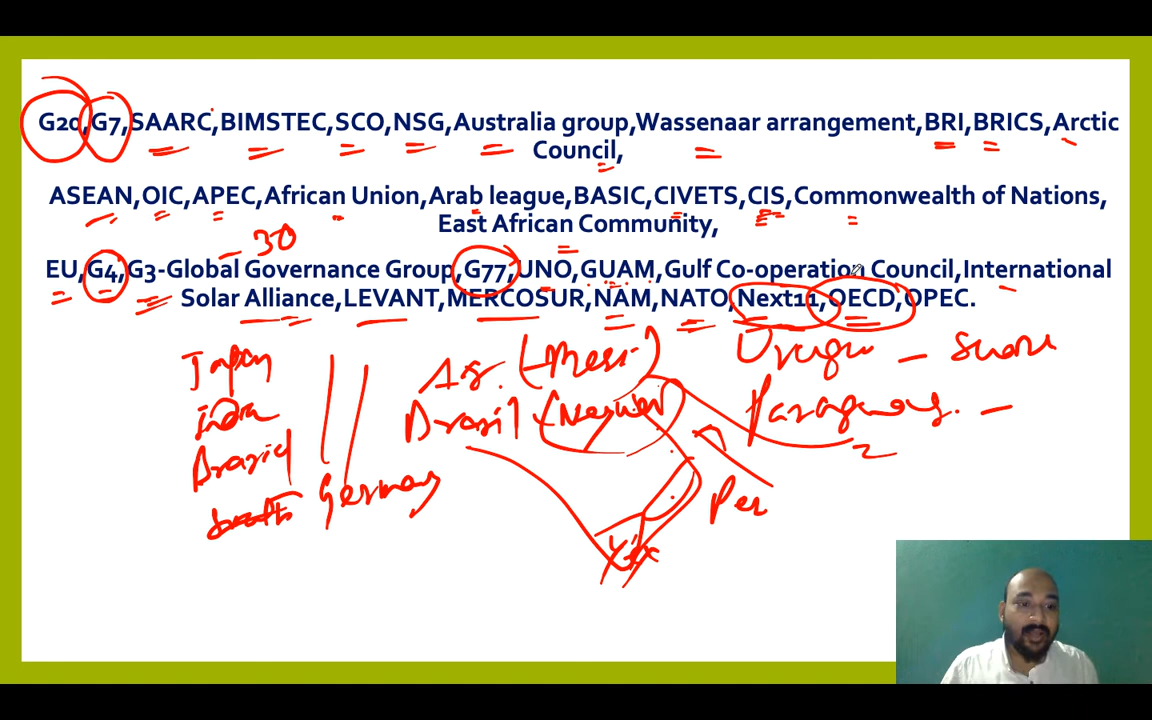 G20,G7,SAARC,BIMSTEC,SCO,NSG,Australia group,Wassenaar arrangement,BRI,BRICS,Arctic
Council,
ASEAN,OIC,APEC,African Union,Arab league,BASIC,CIVETS,CIS,Commonwealth of Nations,
East African Community,
30
EU,G4,G3-Global Governance Group,G77,UNO,GUAM,Gulf Co-operation Council,International
Solar Alliance,LEVANT,MERCOSUR,NAM,NATO,Next11,OECD,OPEC.
Japan
India
Brazil
Germany
Brazil (Neymar)
Per